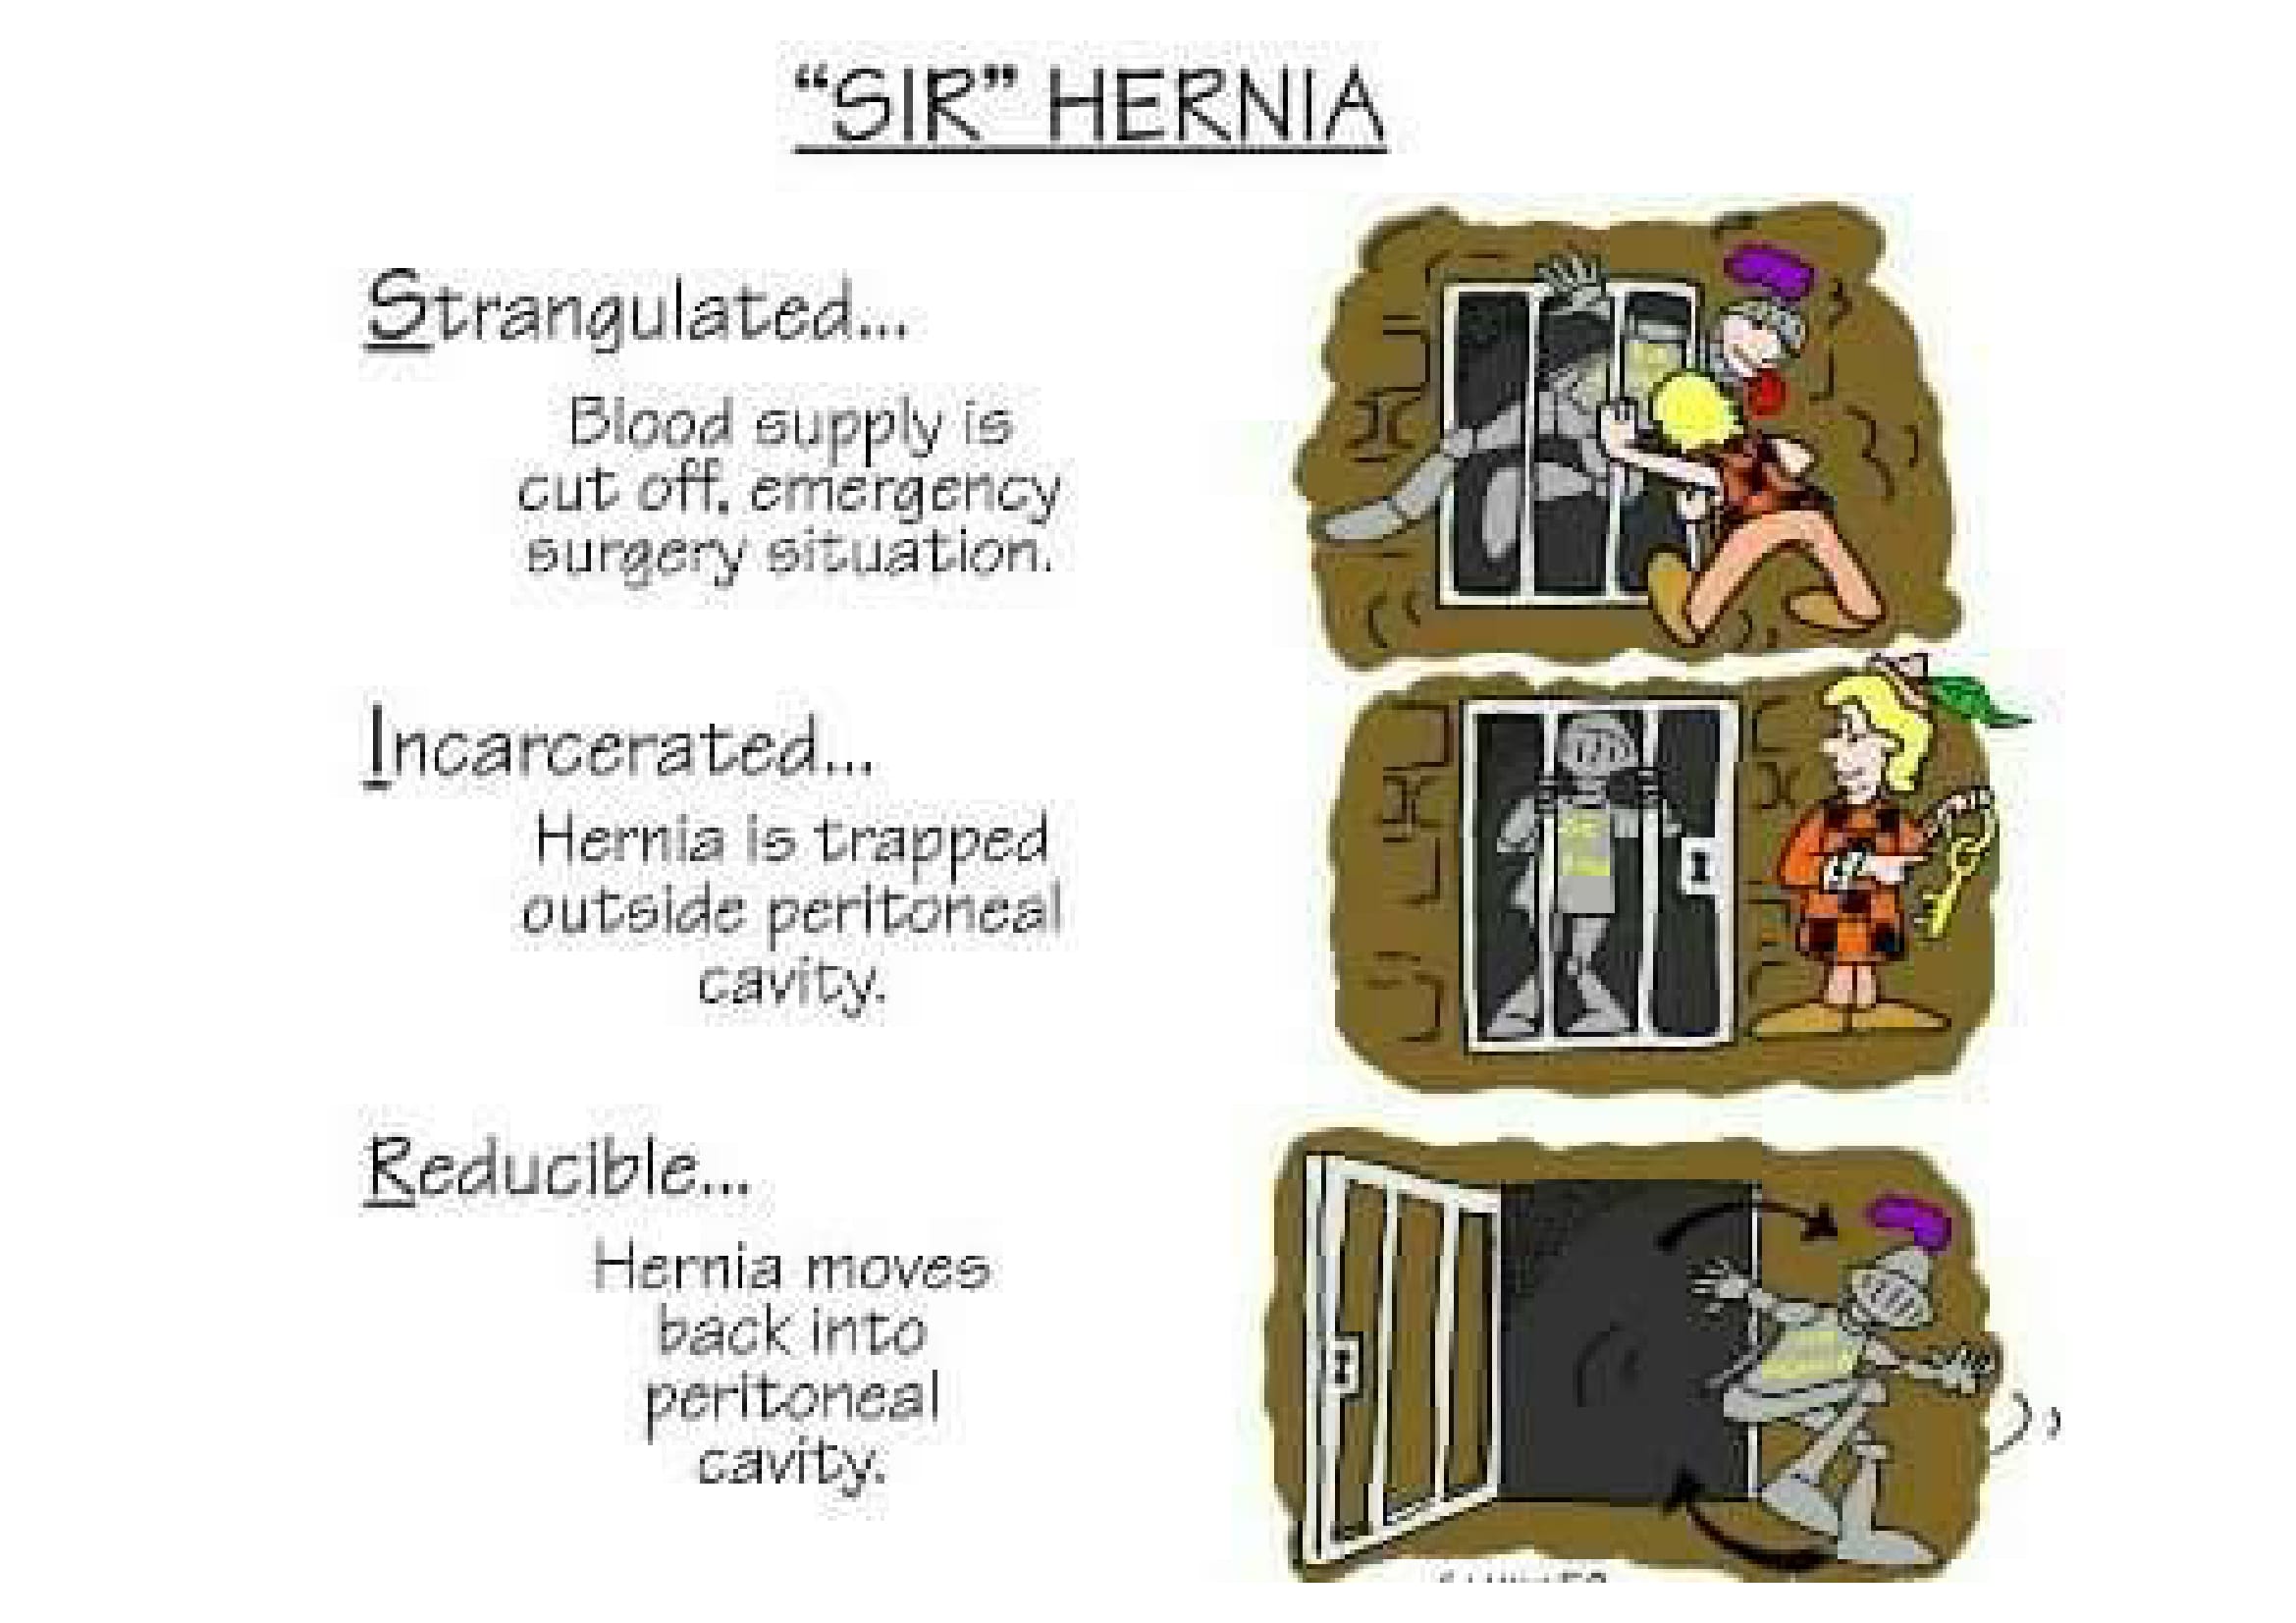 “SIR” HERNIA
Strangulated...
Blood supply is
cut off, emergency
surgery situation.
Incarcerated...
Hernia is trapped
outside peritoneal
cavity.
Reducible...
Hernia moves
back into
peritoneal
cavity.